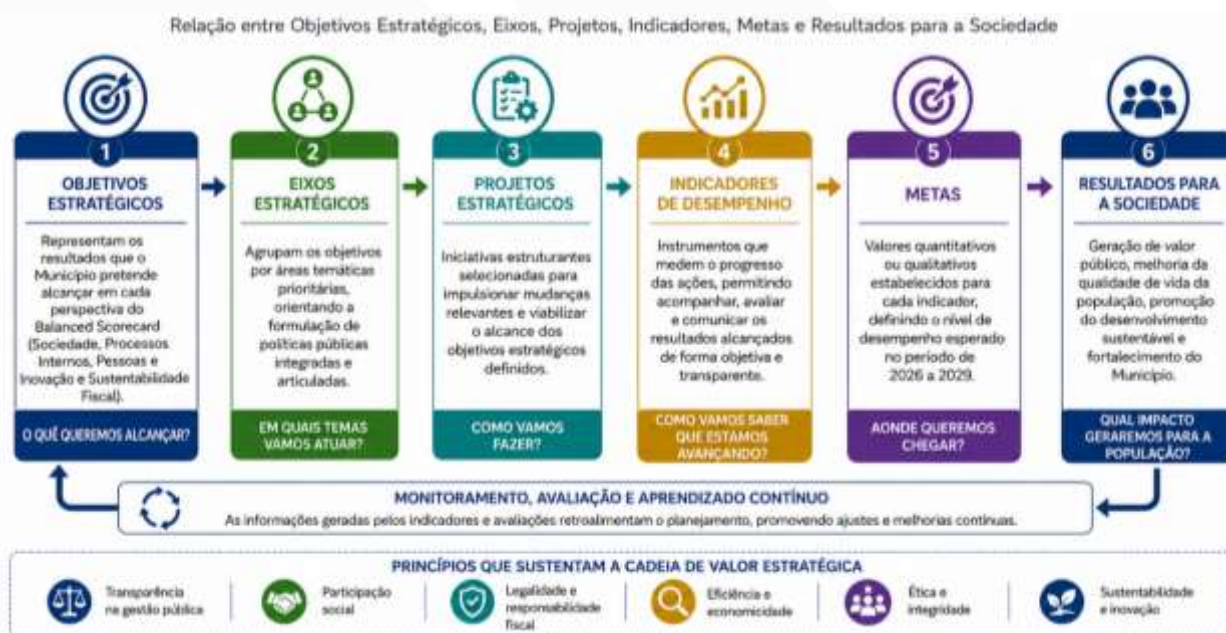 Relação entre Objetivos Estratégicos, Eixos, Projetos, Indicadores, Metas e Resultados para a Sociedade
1
OBJETIVOS
ESTRATÉGICOS
Representam os
resultados que o
Município pretende
alcançar em cada
perspectiva do
Balanced Scorecard
(Sociedade, Processos
Internos, Pessoas e
Inovação e Sustentabilidade
Fiscal).
O QUÊ QUEREMOS ALCANÇAR?
2
EIXOS
ESTRATÉGICOS
Agrupam os objetivos
por áreas temáticas
prioritárias,
orientando a
formulação de
políticas públicas
integradas e
articuladas.
EM QUAIS TEMAS
VAMOS ATUAR?
3
PROJETOS
ESTRATÉGICOS
Iniciativas estruturantes
selecionadas para
impulsionar mudanças
relevantes e viabilizar
o alcance dos
objetivos estratégicos
definidos.
COMO VAMOS
FAZER?
4
INDICADORES
DE DESEMPENHO
Instrumentos que
medem o progresso
das ações, permitindo
acompanhar, avaliar
e comunicar os
resultados alcançados
de forma objetiva e
transparente.
COMO VAMOS SABER
QUE ESTAMOS
AVANÇANDO?
5
METAS
Valores quantitativos
ou qualitativos
estabelecidos para
cada indicador,
definindo o nível de
desempenho esperado
no período de
2026 a 2029.
AONDE QUEREMOS
CHEGAR?
6
RESULTADOS PARA
A SOCIEDADE
Geração de valor
público, melhoria da
qualidade de vida da
população, promoção
do desenvolvimento
sustentável e
fortalecimento do
Município.
QUAL IMPACTO
GERAREMOS PARA A
POPULAÇÃO?
MONITORAMENTO, AVALIAÇÃO E APRENDIZADO CONTÍNUO
As informações geradas pelos indicadores e avaliações retroalimentam o planejamento, promovendo ajustes e melhorias contínuas.
PRINCÍPIOS QUE SUSTENTAM A CADEIA DE VALOR ESTRATÉGICA
Transparência
na gestão pública
Participação
social
Legalidade e
responsabilidade
fiscal
Eficiência e
economicidade
Ética e
integridade
Sustentabilidade
e inovação